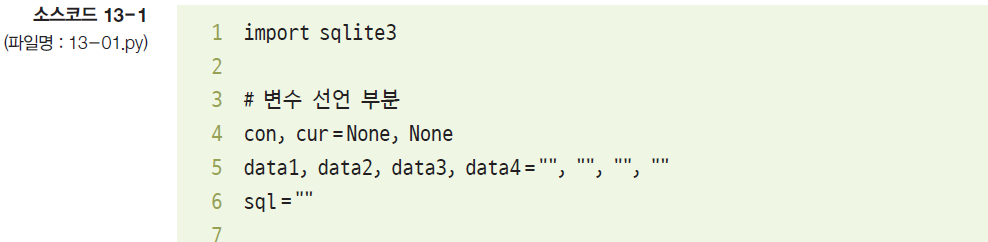 소스코드 13-1
(파일명 : 13-01.py)
1 import sqlite3
2
3 # 변수 선언 부분
4 con, cur=None, None
5 data1, data2, data3, data4="", "", "", ""
6 sql=""
7